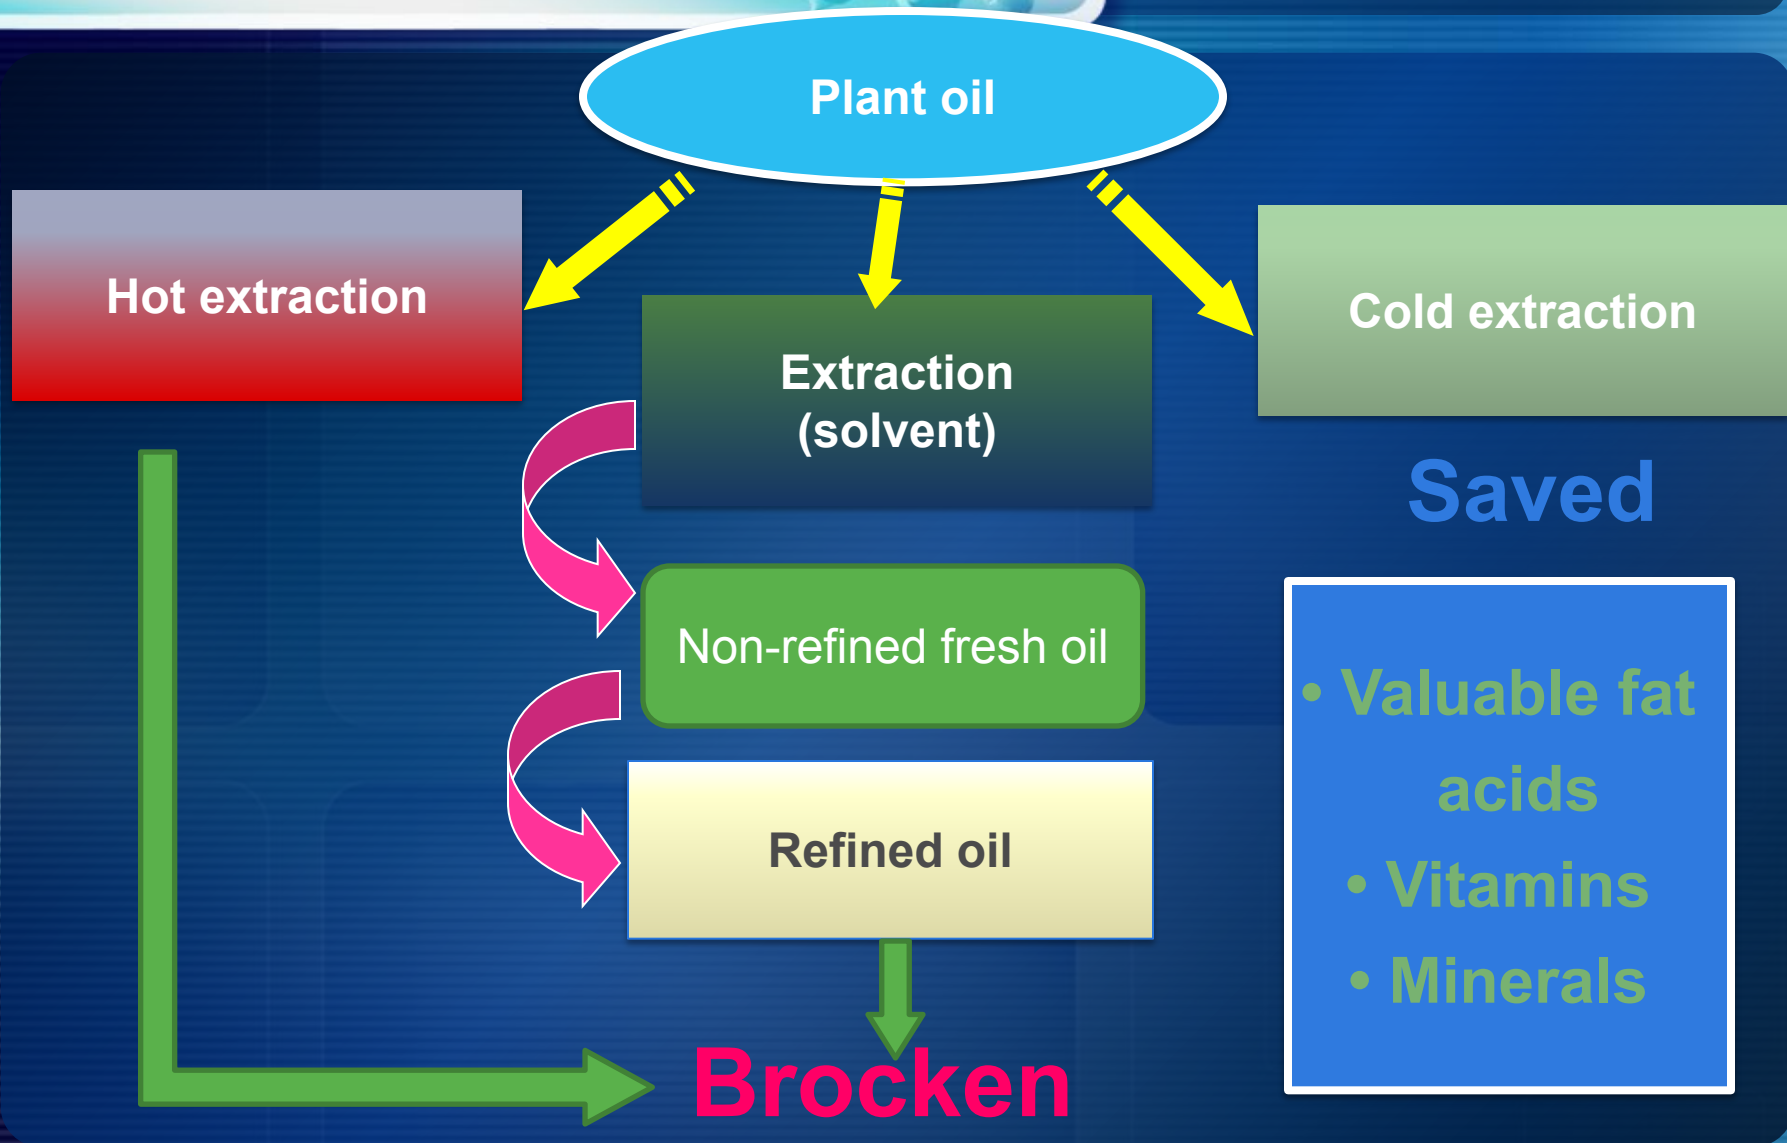 Plant oil
Hot extraction
Extraction
(solvent)
Cold extraction
Saved
Non-refined fresh oil
• Valuable fat
acids
• Vitamins
• Minerals
Refined oil
Brocken